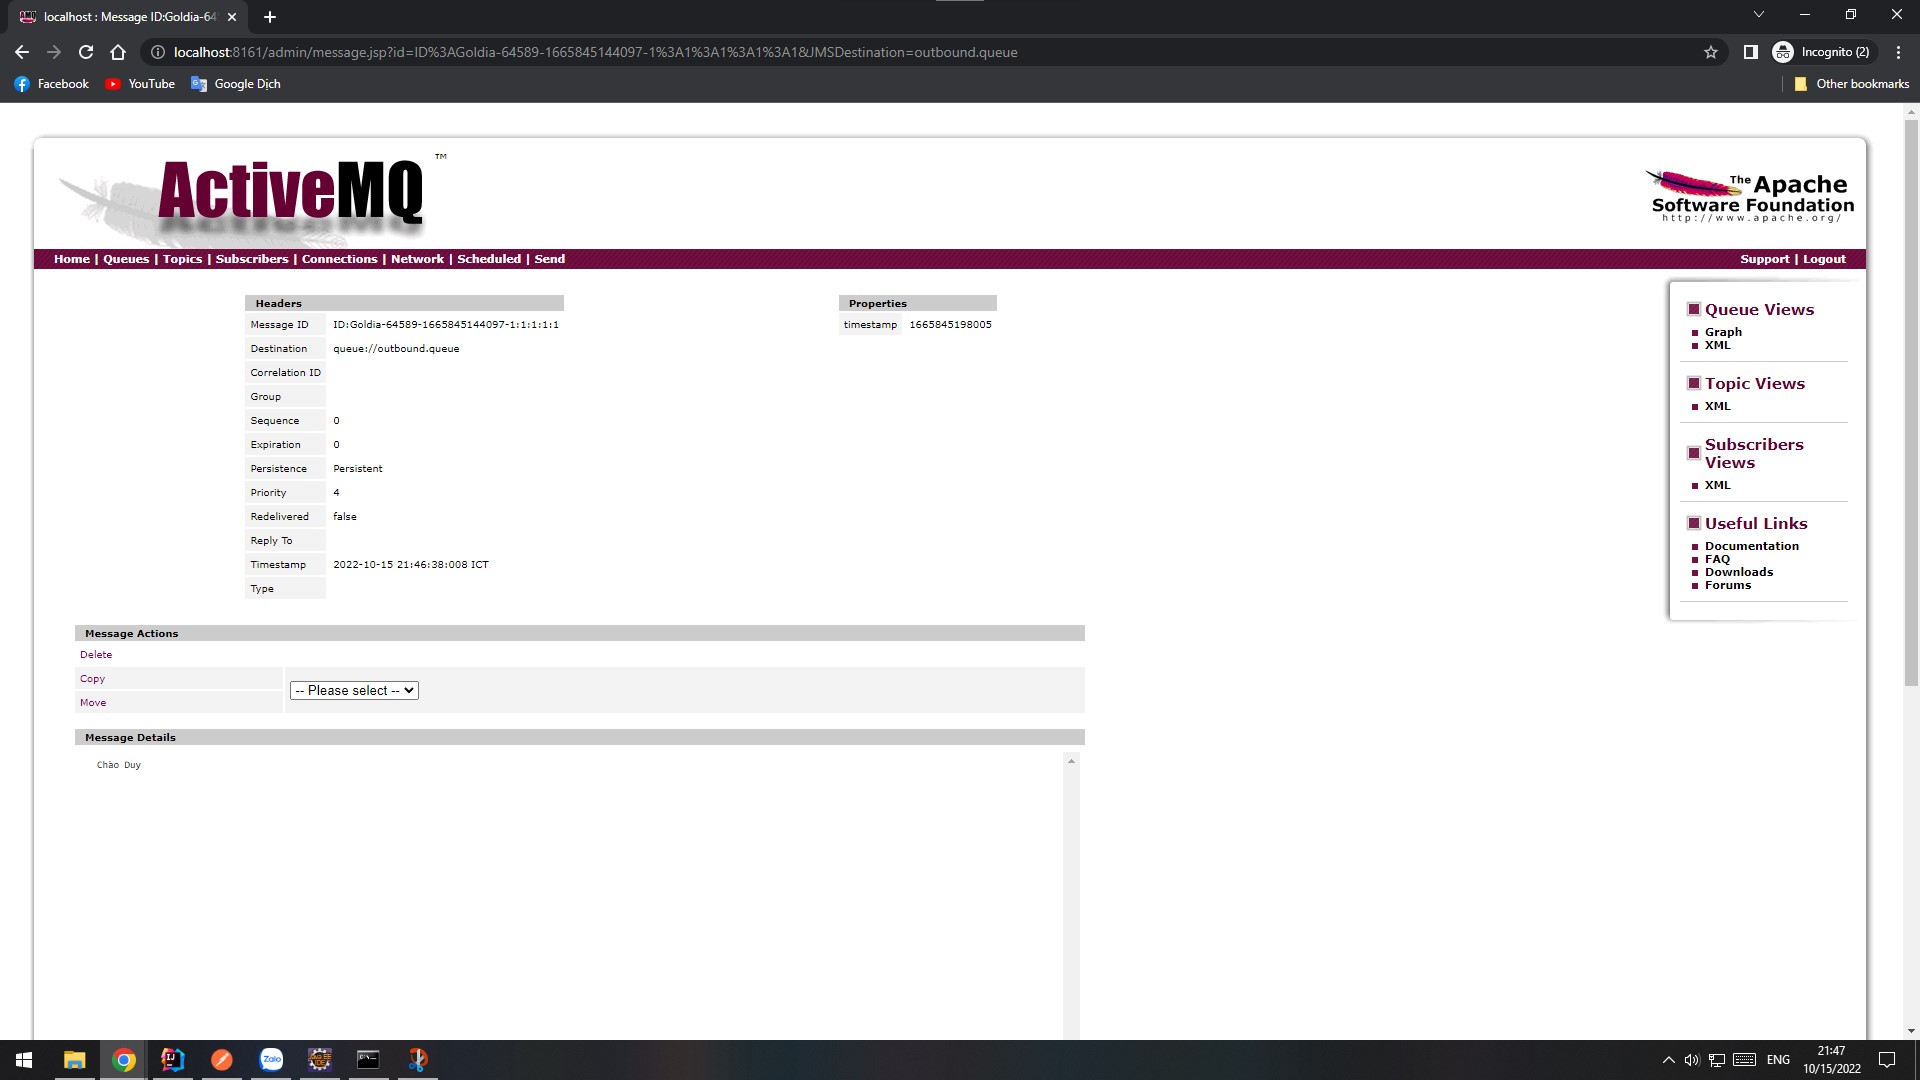 localhost : Message ID:Goldia-64
localhost:8161/admin/message.jsp?id=ID%3AGoldia-64589-1665845144097-1%3A1%3A1%3A1%3A1&JMSDestination=outbound.queue
Incognito (2)
Facebook YouTube Google Dịch Other bookmarks
ActiveMQ ™
The Apache
Software Foundation
http://www.apache.org/
Home | Queues | Topics | Subscribers | Connections | Network | Scheduled | Send
Support | Logout
Headers
Message ID ID:Goldia-64589-1665845144097-1:1:1:1:1
Destination queue://outbound.queue
Correlation ID
Group
Sequence 0
Expiration 0
Persistence Persistent
Priority 4
Redelivered false
Reply To
Timestamp 2022-10-15 21:46:38:008 ICT
Type
Properties
timestamp 1665845198005
Message Actions
Delete
Copy
-- Please select --
Move
Message Details
Chào Duy
Queue Views
Graph
XML
Topic Views
XML
Subscribers
Views
XML
Useful Links
Documentation
FAQ
Downloads
Forums
Zalo
ENG
21:47
10/15/2022